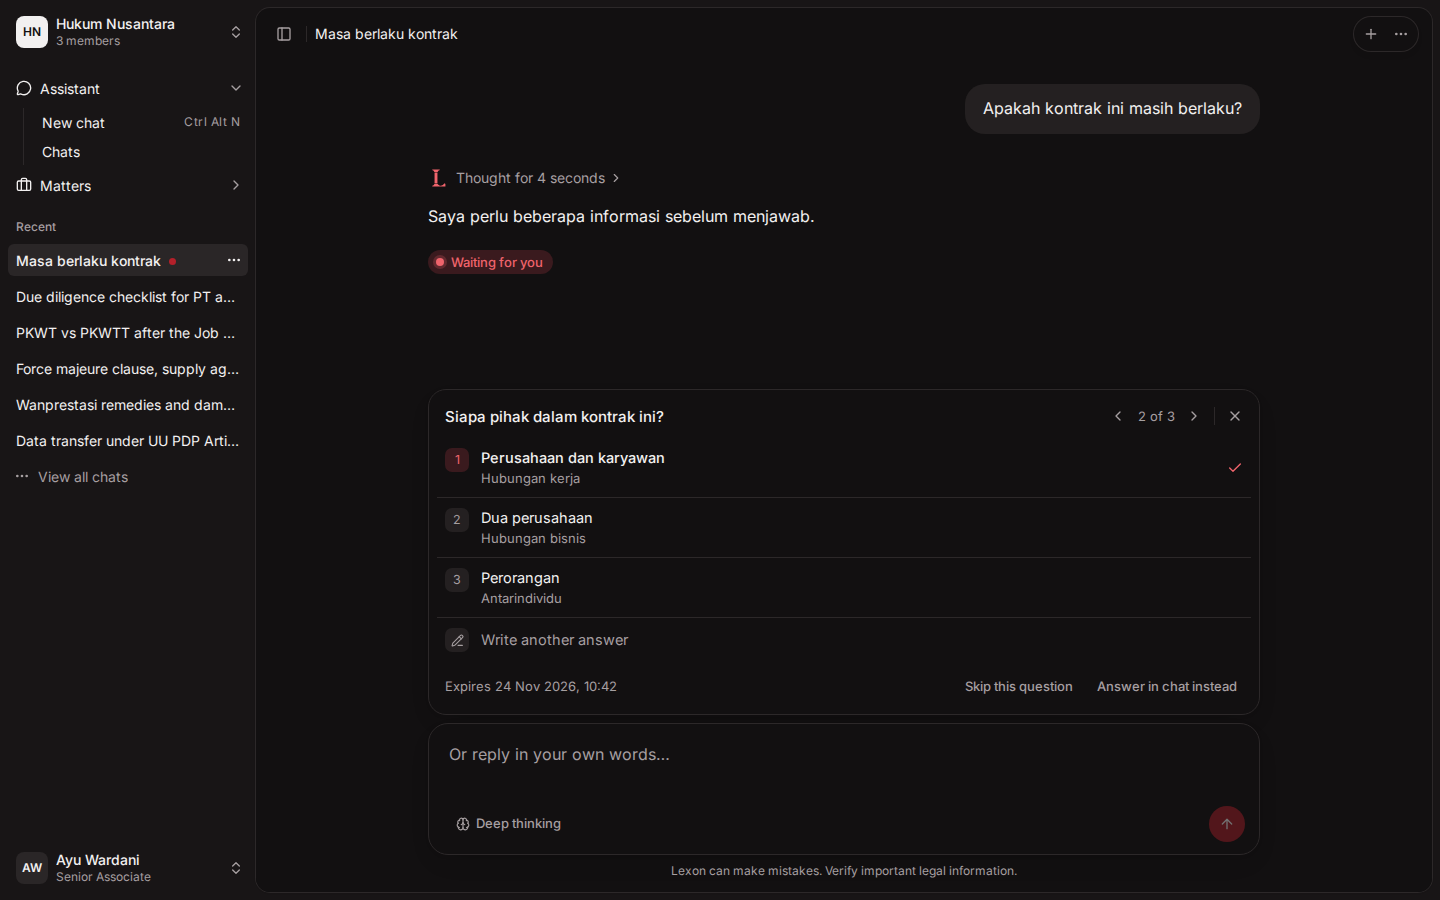 HN
Hukum Nusantara
3 members
Assistant
New chat
Ctrl Alt N
Chats
Matters
Recent
Masa berlaku kontrak
Due diligence checklist for PT a...
PKWT vs PKWTT after the Job ...
Force majeure clause, supply ag...
Wanprestasi remedies and dam...
Data transfer under UU PDP Arti...
View all chats
AW
Ayu Wardani
Senior Associate
Masa berlaku kontrak
Apakah kontrak ini masih berlaku?
L
Thought for 4 seconds
Saya perlu beberapa informasi sebelum menjawab.
Waiting for you
Siapa pihak dalam kontrak ini?
2 of 3
1
Perusahaan dan karyawan
Hubungan kerja
2
Dua perusahaan
Hubungan bisnis
3
Perorangan
Antarindividu
Write another answer
Expires 24 Nov 2026, 10:42
Skip this question
Answer in chat instead
Or reply in your own words...
Deep thinking
Lexon can make mistakes. Verify important legal information.